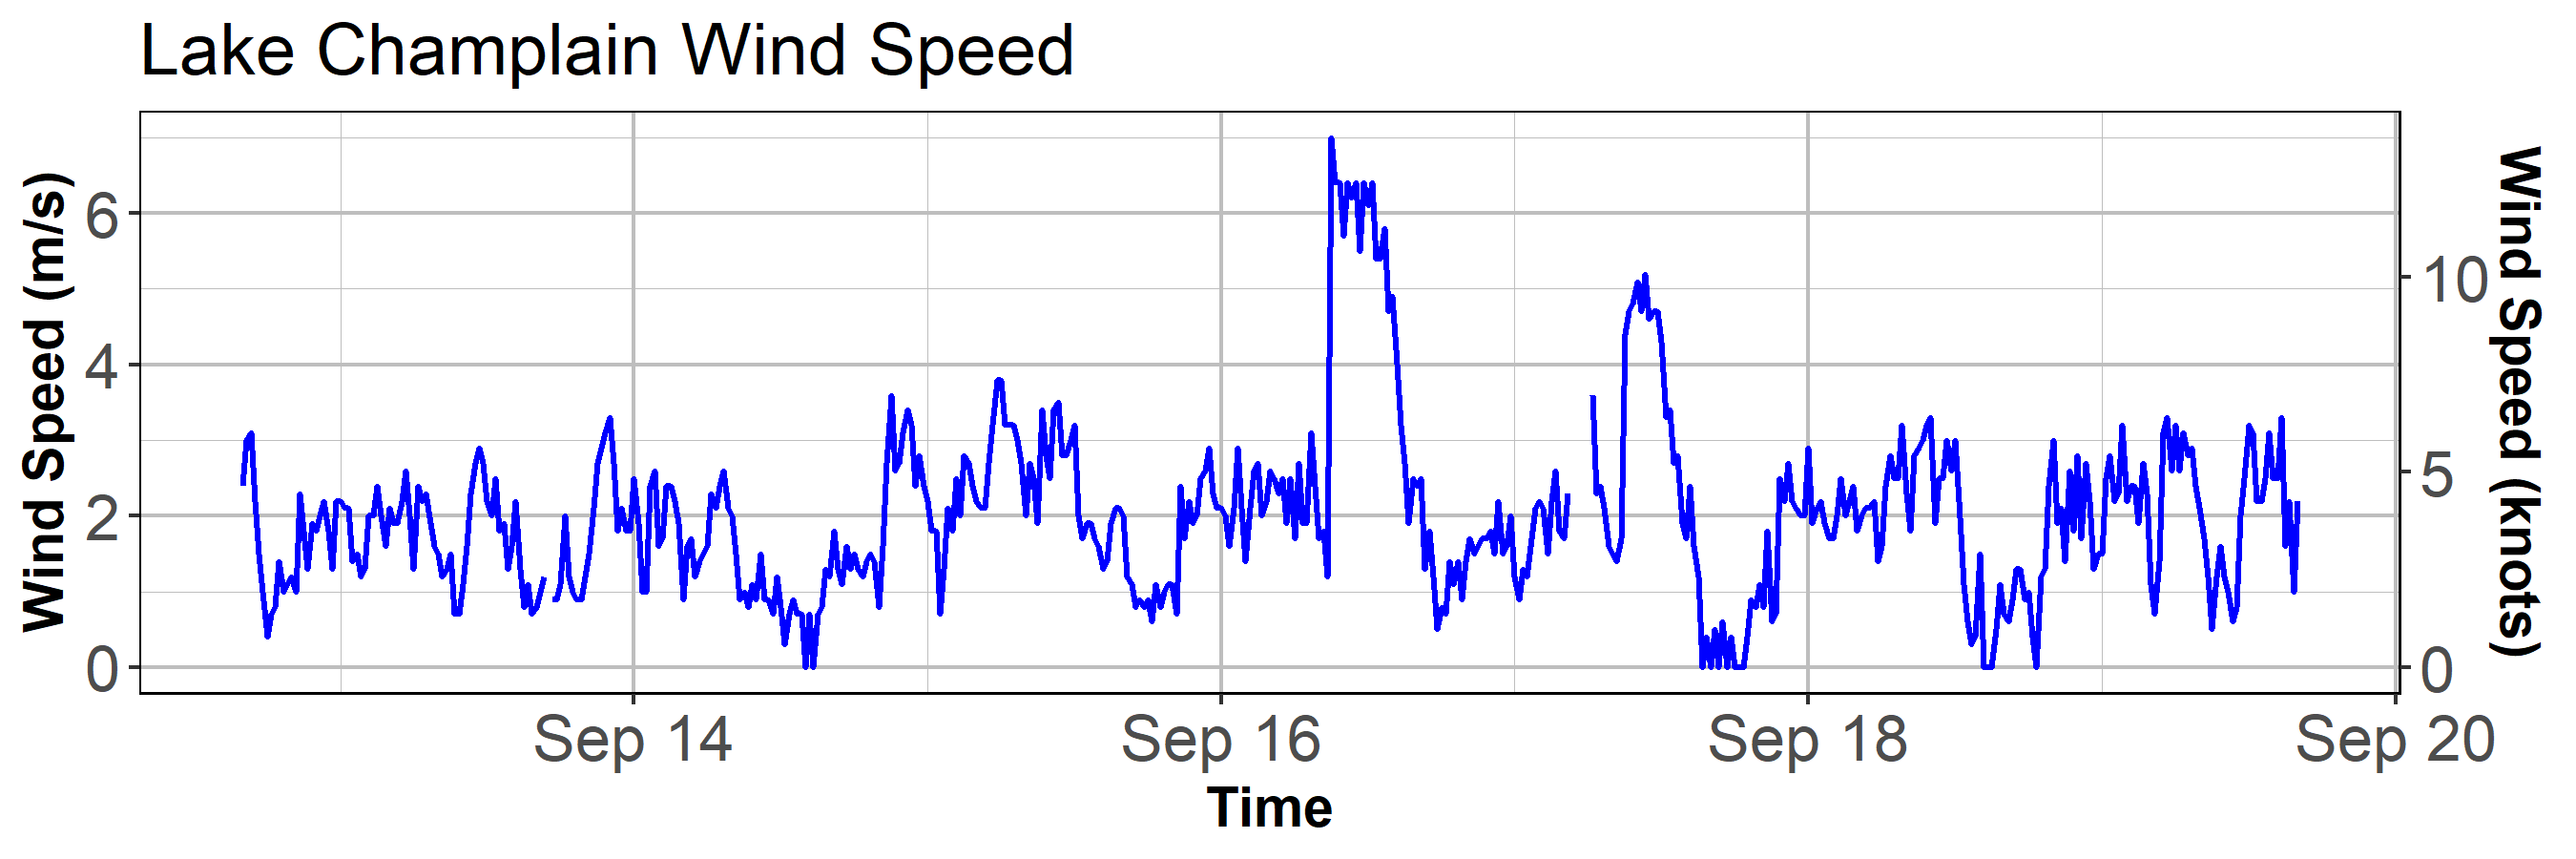 Lake Champlain Wind Speed
Wind Speed (m/s)
6
4
2
0
Wind Speed (knots)
10
5
0
Sep 14
Sep 16
Sep 18
Sep 20
Time